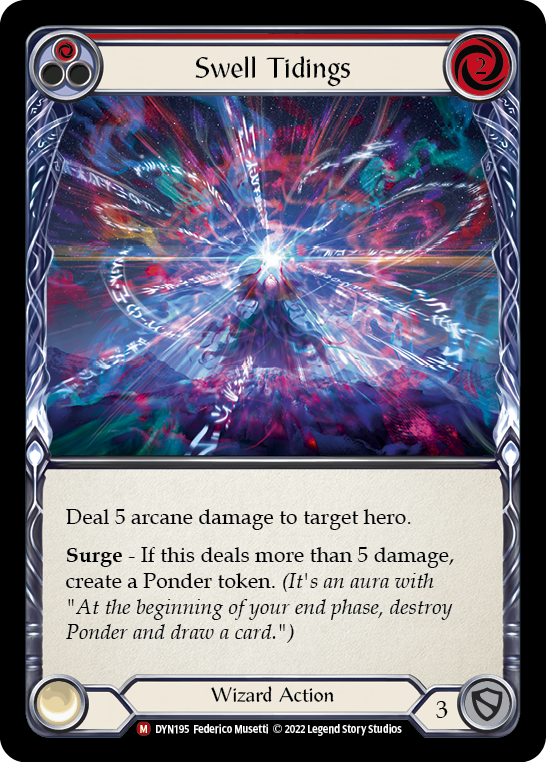 Swell Tidings
2
Deal 5 arcane damage to target hero.
Surge - If this deals more than 5 damage,
create a Ponder token. (It's an aura with
"At the beginning of your end phase, destroy
Ponder and draw a card.")
Wizard Action
3
M DYN195 Federico Musetti © 2022 Legend Story Studios